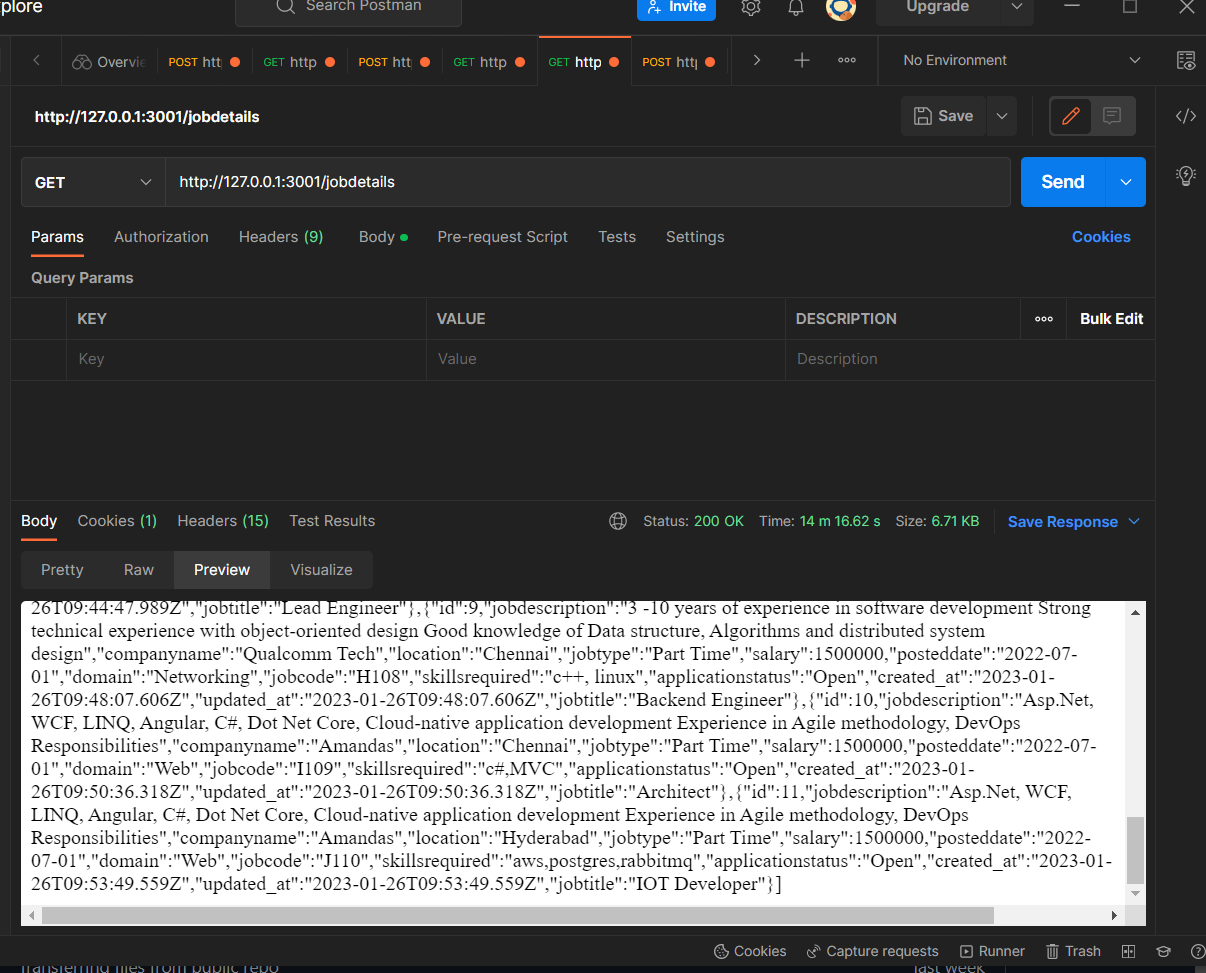 plore
Search Postman
Invite
Upgrade
Overvie
POST htt
GET http
POST htt
GET http
GET http
POST htt
No Environment
http://127.0.0.1:3001/jobdetails
Save
GET
http://127.0.0.1:3001/jobdetails
Send
Params
Authorization
Headers (9)
Body
Pre-request Script
Tests
Settings
Cookies
Query Params
KEY
VALUE
DESCRIPTION
Bulk Edit
Key
Value
Description
Body
Cookies (1)
Headers (15)
Test Results
Status: 200 OK
Time: 14 m 16.62 s
Size: 6.71 KB
Save Response
Pretty
Raw
Preview
Visualize
26T09:44:47.989Z","jobtitle":"Lead Engineer"},{"id":9,"jobdescription":"3 -10 years of experience in software development Strong
technical experience with object-oriented design Good knowledge of Data structure, Algorithms and distributed system
design","companyname":"Qualcomm Tech","location":"Chennai","jobtype":"Part Time","salary":1500000,"posteddate":"2022-07-
01","domain":"Networking","jobcode":"H108","skillsrequired":"c++, linux","applicationstatus":"Open","created_at":"2023-01-
26T09:48:07.606Z","updated_at":"2023-01-26T09:48:07.606Z","jobtitle":"Backend Engineer"},{"id":10,"jobdescription":"Asp.Net,
WCF, LINQ, Angular, C#, Dot Net Core, Cloud-native application development Experience in Agile methodology, DevOps
Responsibilities","companyname":"Amandas","location":"Chennai","jobtype":"Part Time","salary":1500000,"posteddate":"2022-07-
01","domain":"Web","jobcode":"I109","skillsrequired":"c#,MVC","applicationstatus":"Open","created_at":"2023-01-
26T09:50:36.318Z","updated_at":"2023-01-26T09:50:36.318Z","jobtitle":"Architect"},{"id":11,"jobdescription":"Asp.Net, WCF,
LINQ, Angular, C#, Dot Net Core, Cloud-native application development Experience in Agile methodology, DevOps
Responsibilities","companyname":"Amandas","location":"Hyderabad","jobtype":"Part Time","salary":1500000,"posteddate":"2022-
07-01","domain":"Web","jobcode":"J110","skillsrequired":"aws,postgres,rabbitmq","applicationstatus":"Open","created_at":"2023-01-
26T09:53:49.559Z","updated_at":"2023-01-26T09:53:49.559Z","jobtitle":"IOT Developer"}]
Cookies
Capture requests
Runner
Trash
Transferring files from public repo
last week